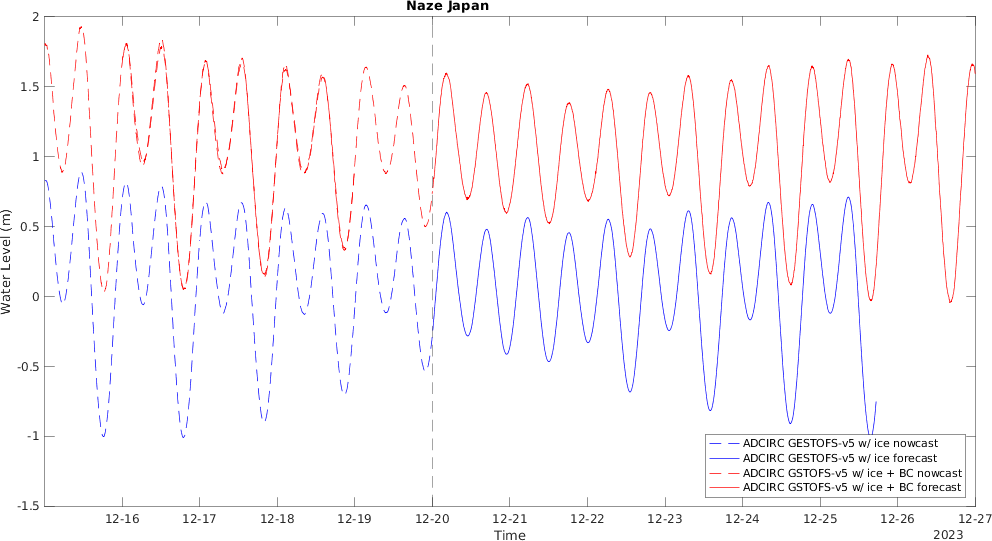 Naze Japan
Water Level (m)
2
1.5
1
0.5
0
-0.5
-1
-1.5
ADCIRC GESTOFS-v5 w/ ice nowcast
ADCIRC GESTOFS-v5 w/ ice forecast
ADCIRC GSTOFS-v5 w/ ice + BC nowcast
ADCIRC GSTOFS-v5 w/ ice + BC forecast
12-16 12-17 12-18 12-19 12-20 12-21 12-22 12-23 12-24 12-25 12-26 12-27
Time
2023